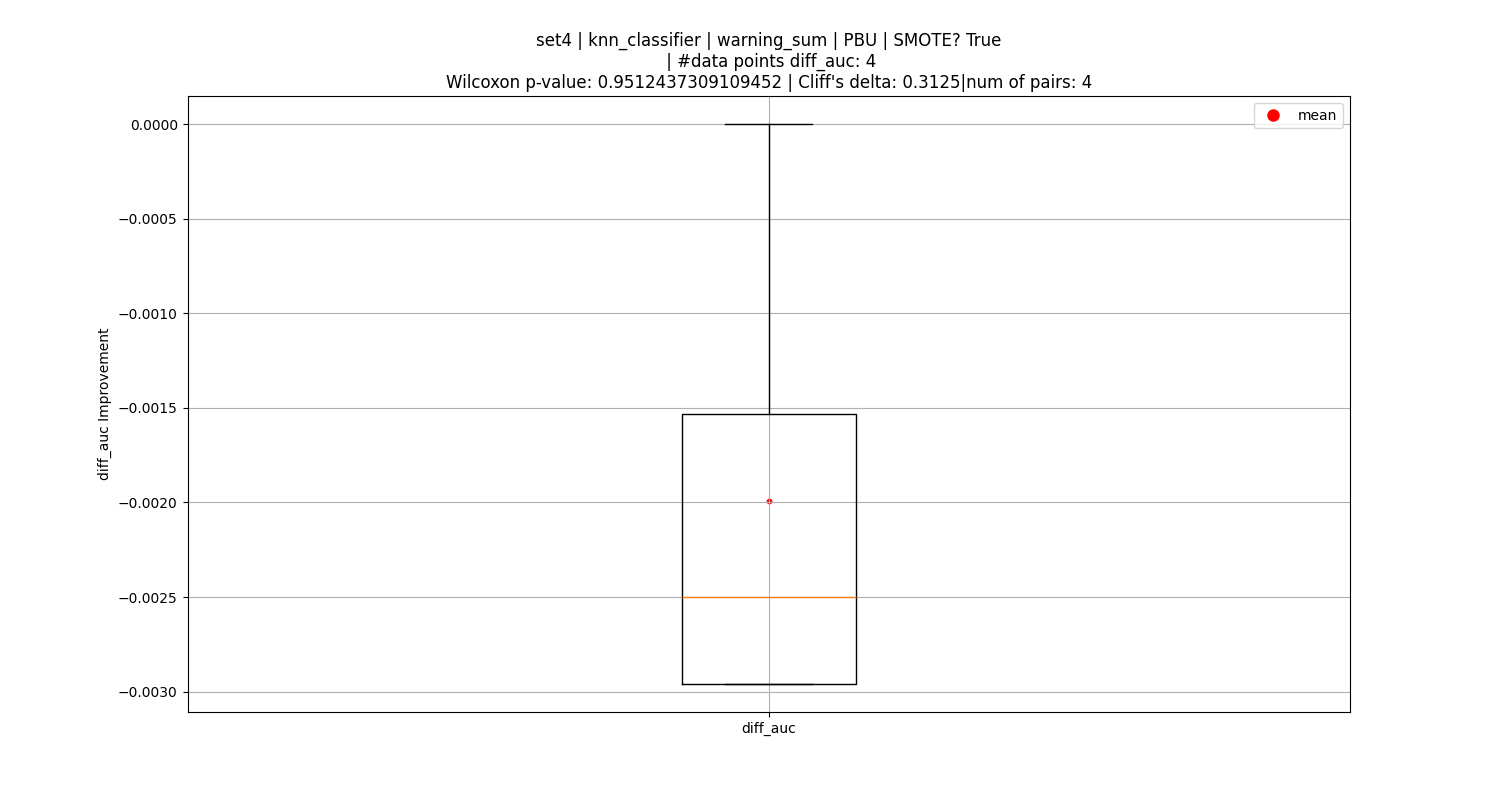 set4 | knn_classifier | warning_sum | PBU | SMOTE? True
| #data points diff_auc: 4
Wilcoxon p-value: 0.9512437309109452 | Cliff's delta: 0.3125|num of pairs: 4
mean
0.0000
−0.0005
−0.0010
−0.0015
−0.0020
−0.0025
−0.0030
diff_auc Improvement
diff_auc